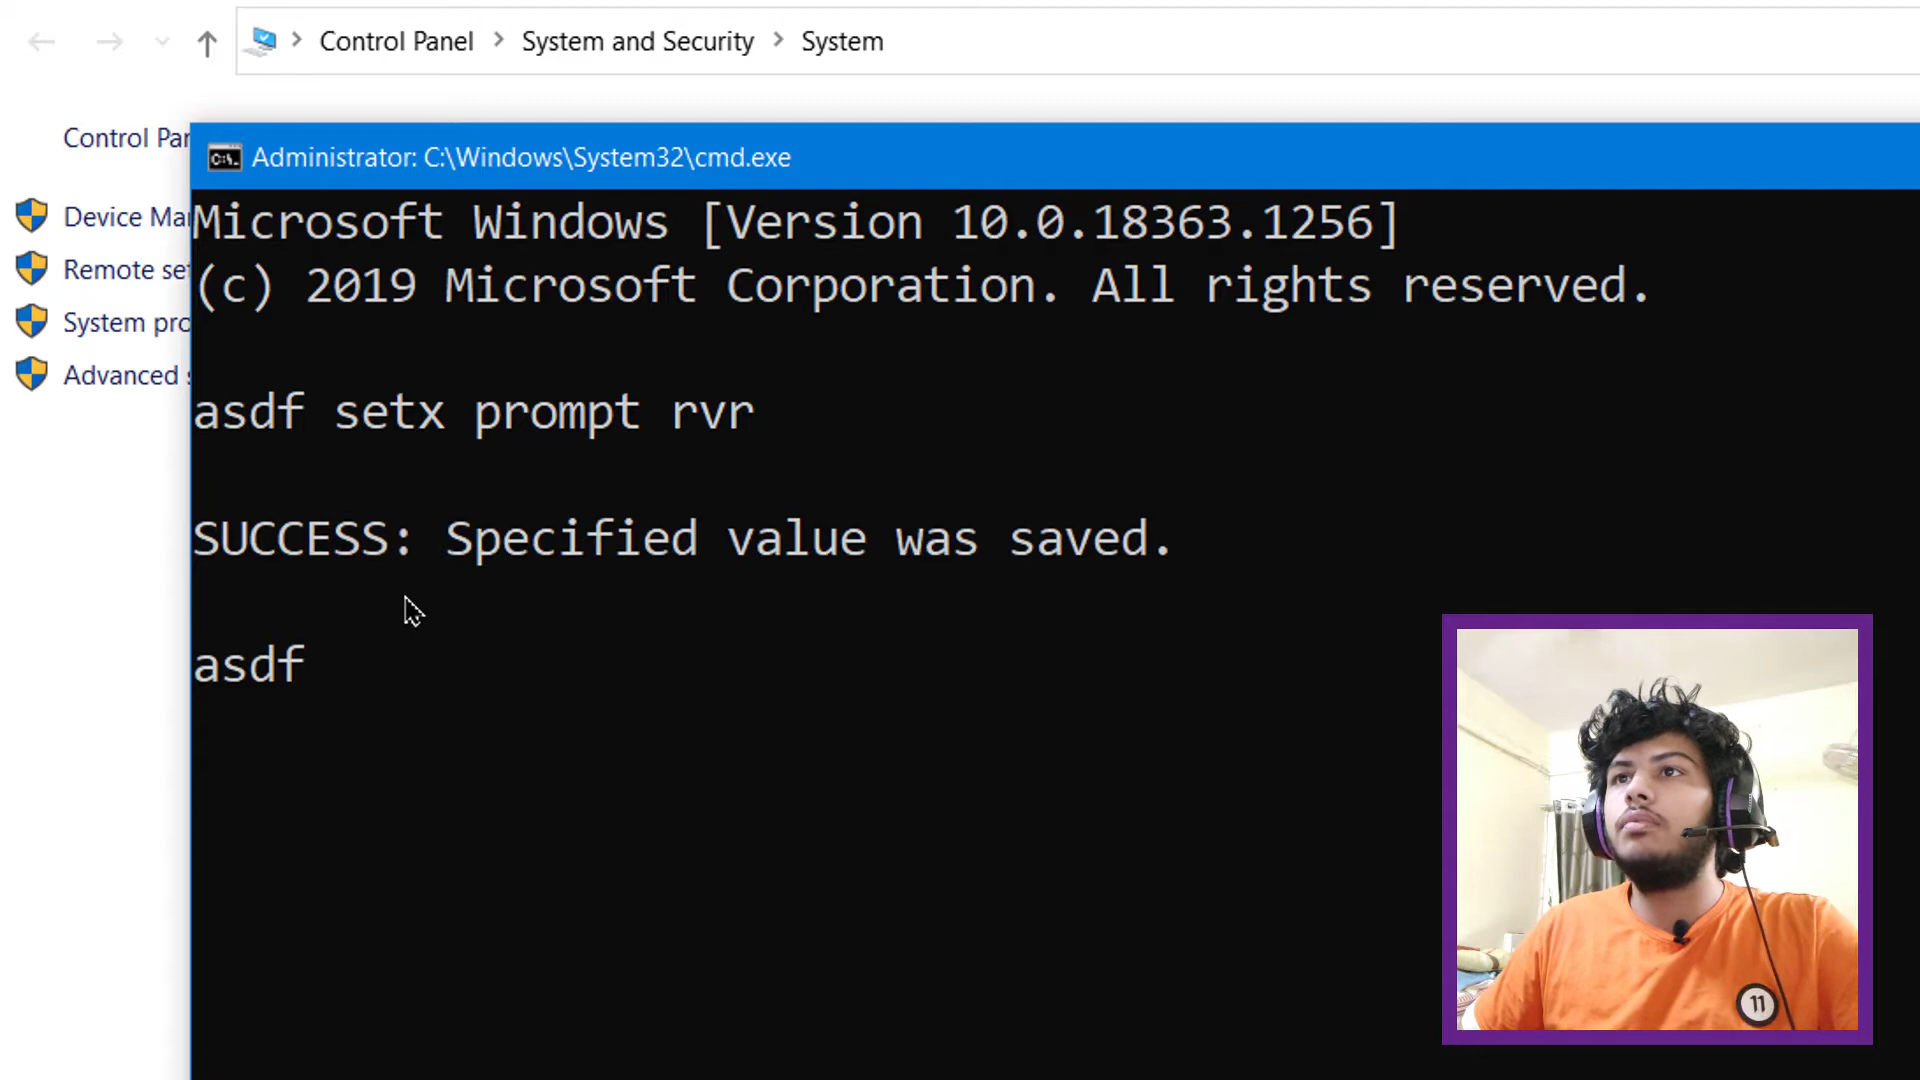 Control Panel System and Security System
Control Par
Administrator: C:\Windows\System32\cmd.exe
Device Mar
Remote set
System pro
Advanced s
Microsoft Windows [Version 10.0.18363.1256]
(c) 2019 Microsoft Corporation. All rights reserved.
asdf setx prompt rvr
SUCCESS: Specified value was saved.
asdf
11